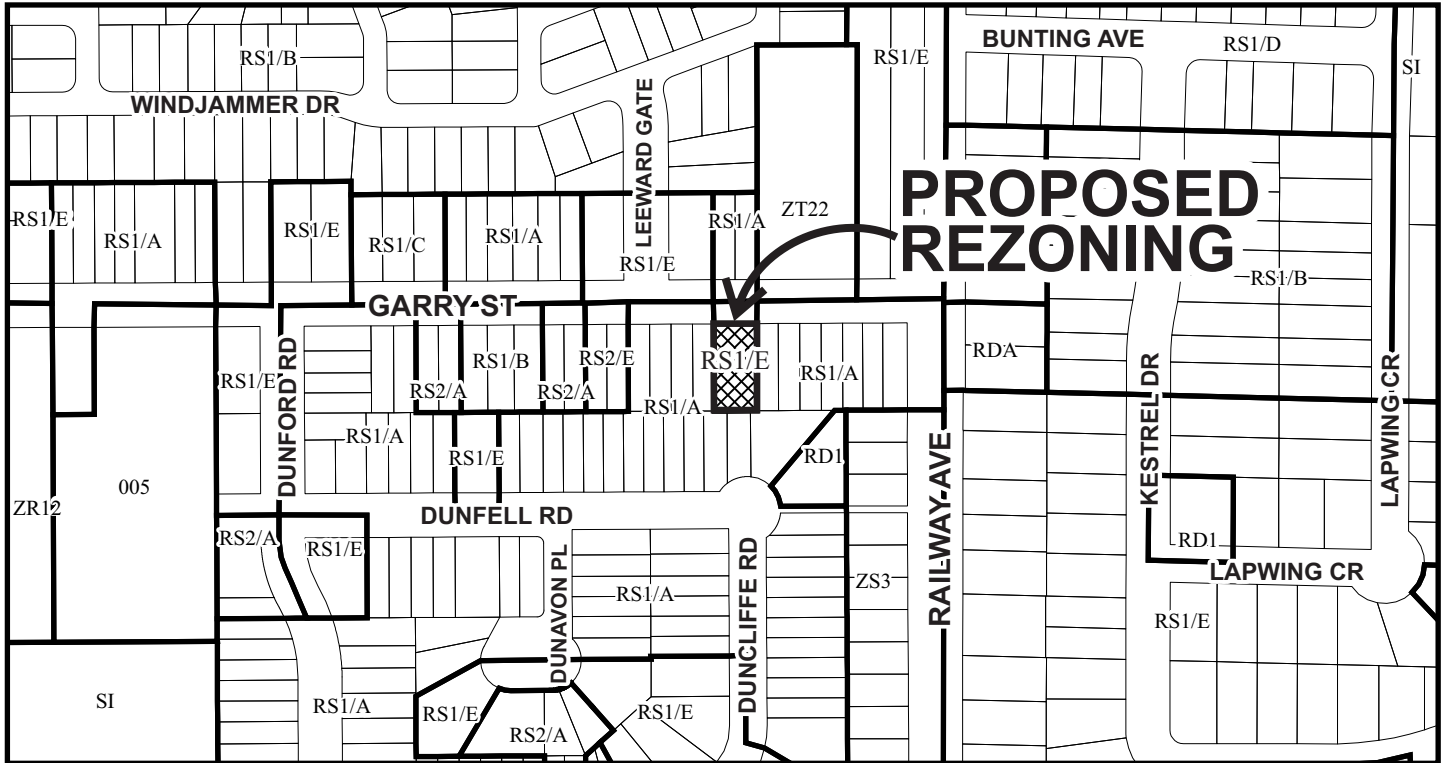 BUNTING AVE
RS1/D
RS1/B
RS1/E
SI
WINDJAMMER DR
LEEWARD GATE
PROPOSED
REZONING
RS1/E
RS1/A
RS1/E
RS1/C
RS1/A
RS1/E
RS1/A
ZT22
RS1/B
GARRY ST
RS1/E
DUNFORD RD
RS2/A
RS1/B
RS2/A
RS2/E
RS1/A
RS1/E
RS1/A
RDA
KESTREL DR
LAPWING CR
RS1/A
RS1/E
RD1
RAILWAY AVE
ZR12
005
DUNFELL RD
RS2/A
RS1/E
DUNAVON PL
RS1/A
DUNCLIFFE RD
ZS3
RD1
LAPWING CR
RS1/E
SI
RS1/A
RS1/E
RS2/A
RS1/E